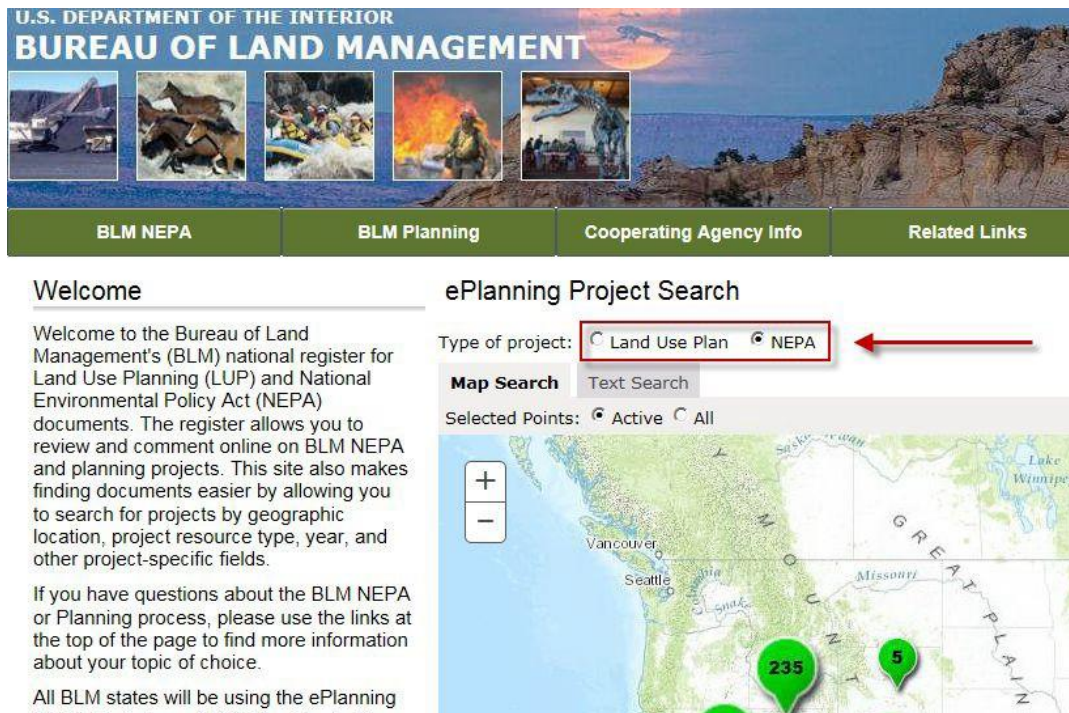 U.S. DEPARTMENT OF THE INTERIOR
BUREAU OF LAND MANAGEMENT
BLM NEPA
BLM Planning
Cooperating Agency Info
Related Links
Welcome
Welcome to the Bureau of Land
Management's (BLM) national register for
Land Use Planning (LUP) and National
Environmental Policy Act (NEPA)
documents. The register allows you to
review and comment online on BLM NEPA
and planning projects. This site also makes
finding documents easier by allowing you
to search for projects by geographic
location, project resource type, year, and
other project-specific fields.
If you have questions about the BLM NEPA
or Planning process, please use the links at
the top of the page to find more information
about your topic of choice.
All BLM states will be using the ePlanning
ePlanning Project Search
Type of project: Land Use Plan NEPA
Map Search Text Search
Selected Points: Active All
+
−
Lake
Vancouver
Seattle
Columbia
Snake
Missouri
GREAT PLAIN
M O U N T
235
5